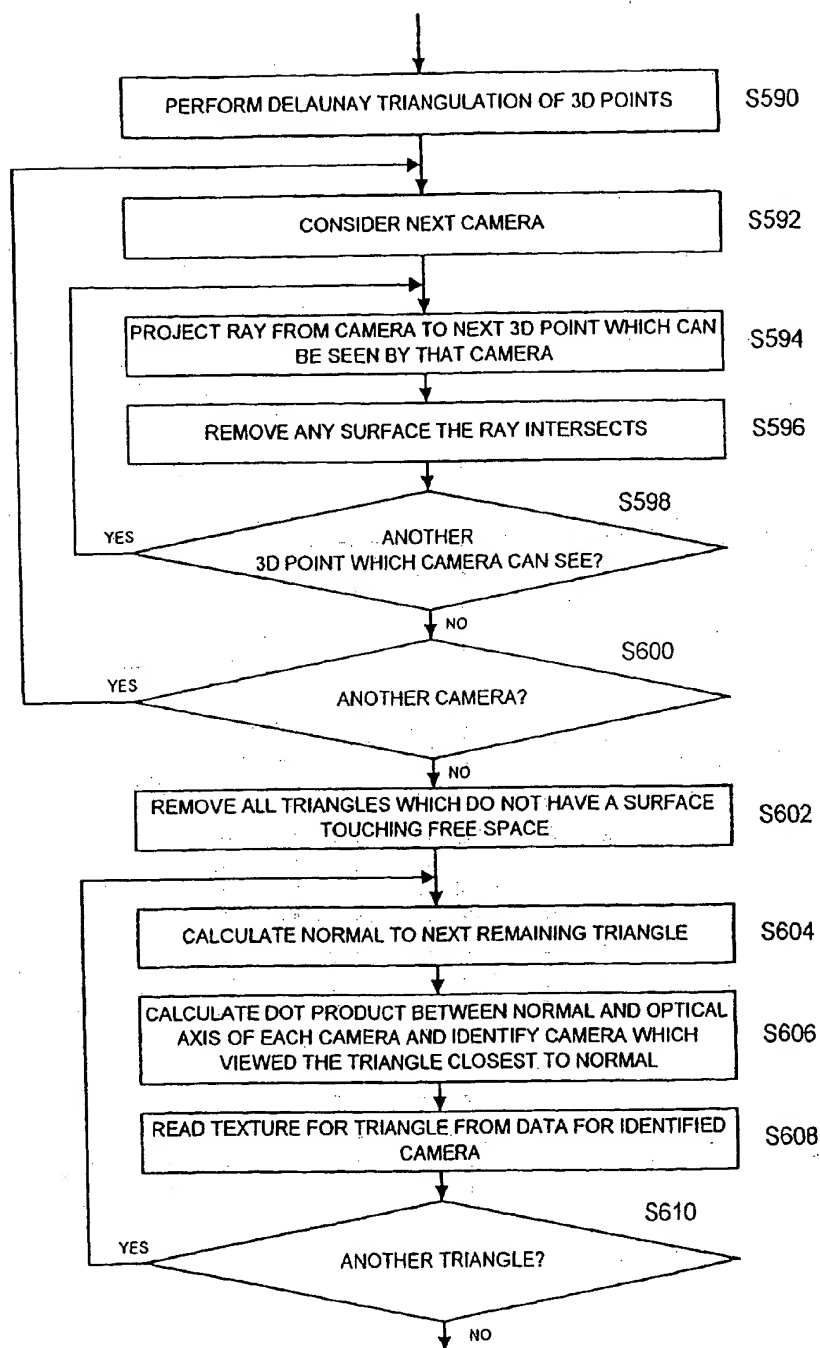 PERFORM DELAUNAY TRIANGULATION OF 3D POINTS
S590
CONSIDER NEXT CAMERA
S592
PROJECT RAY FROM CAMERA TO NEXT 3D POINT WHICH CAN
BE SEEN BY THAT CAMERA
S594
REMOVE ANY SURFACE THE RAY INTERSECTS
S596
S598
YES
ANOTHER
3D POINT WHICH CAMERA CAN SEE?
NO
S600
YES
ANOTHER CAMERA?
NO
REMOVE ALL TRIANGLES WHICH DO NOT HAVE A SURFACE
TOUCHING FREE SPACE
S602
CALCULATE NORMAL TO NEXT REMAINING TRIANGLE
S604
CALCULATE DOT PRODUCT BETWEEN NORMAL AND OPTICAL
AXIS OF EACH CAMERA AND IDENTIFY CAMERA WHICH
VIEWED THE TRIANGLE CLOSEST TO NORMAL
S606
READ TEXTURE FOR TRIANGLE FROM DATA FOR IDENTIFIED
CAMERA
S608
S610
YES
ANOTHER TRIANGLE?
NO